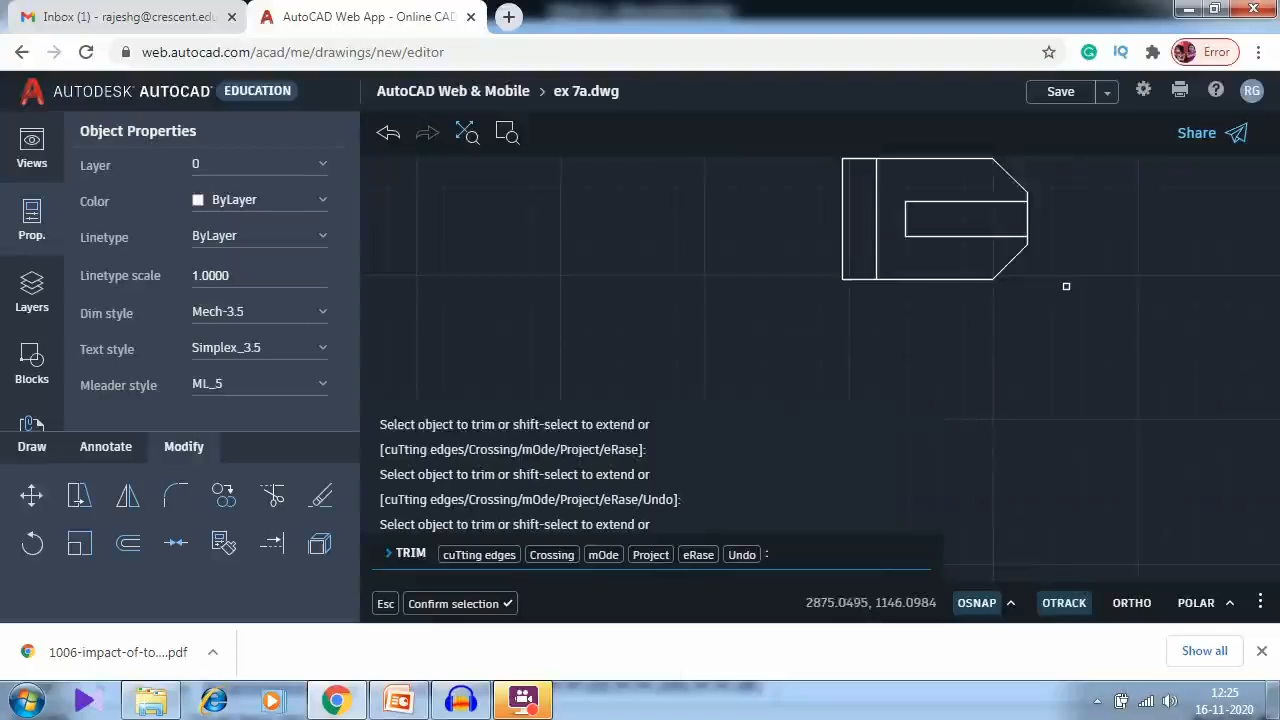 Inbox (1) - rajeshg@crescent.edu
AutoCAD Web App - Online CAD
web.autocad.com/acad/me/drawings/new/editor
Error
AUTODESK AUTOCAD EDUCATION
AutoCAD Web & Mobile > ex 7a.dwg
Save
RG
Share
Views
Prop.
Layers
Blocks
Object Properties
Layer 0
Color ByLayer
Linetype ByLayer
Linetype scale 1.0000
Dim style Mech-3.5
Text style Simplex_3.5
Mleader style ML_5
Draw Annotate Modify
Select object to trim or shift-select to extend or
[cuTting edges/Crossing/mOde/Project/eRase]:
Select object to trim or shift-select to extend or
[cuTting edges/Crossing/mOde/Project/eRase/Undo]:
Select object to trim or shift-select to extend or
TRIM cuTting edges Crossing mOde Project eRase Undo :
Esc Confirm selection
2875.0495, 1146.0984
OSNAP OTRACK ORTHO POLAR
1006-impact-of-to....pdf
Show all
12:25
16-11-2020